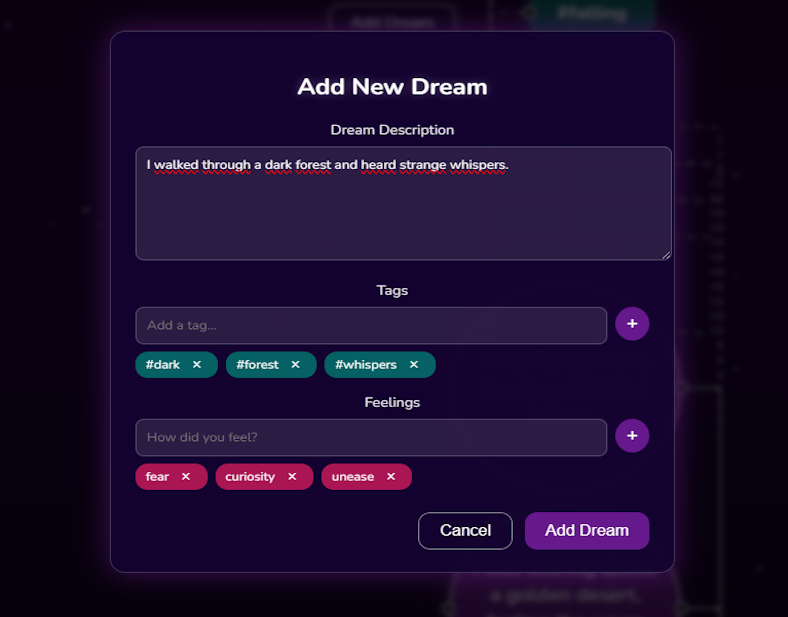 Add Dream
#falling
Add New Dream
Dream Description
I walked through a dark forest and heard strange whispers.
Tags
Add a tag...
+
#dark ×
#forest ×
#whispers ×
Feelings
How did you feel?
+
fear ×
curiosity ×
unease ×
Cancel
Add Dream
a golden desert,